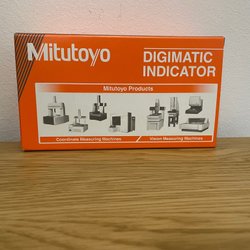 Mitutoyo
DIGIMATIC
INDICATOR
Mitutoyo Products
Coordinate Measuring Machines / Vision Measuring Machines